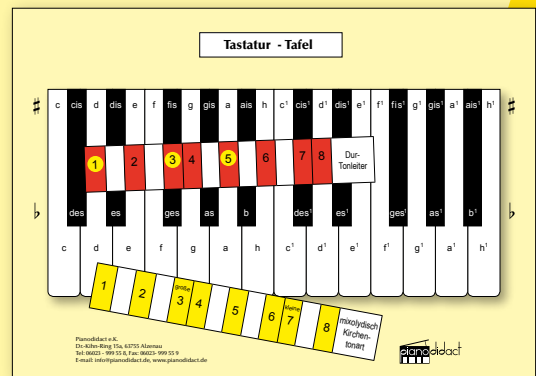 Tastatur - Tafel
♯ c cis d dis e f fis g gis a ais h c¹ cis¹ d¹ dis¹ e¹ f¹ fis¹ g¹ gis¹ a¹ ais¹ h¹ ♯
1 2 3 4 5 6 7 8 Dur-
Tonleiter
♭ des es ges as b des¹ es¹ ges¹ as¹ b¹ ♭
c d e f g a h c¹ d¹ e¹ f¹ g¹ a¹ h¹
1 2 große 3 4 5 6 kleine 7 8 mixolydisch
Kirchen-
tonart
Pianodidact e.K.
Dr.-Kihn-Ring 15a, 63755 Alzenau
Tel: 06023 - 999 55 8, Fax: 06023- 999 55 9
E-mail: info@pianodidact.de, www.pianodidact.de
pianodidact